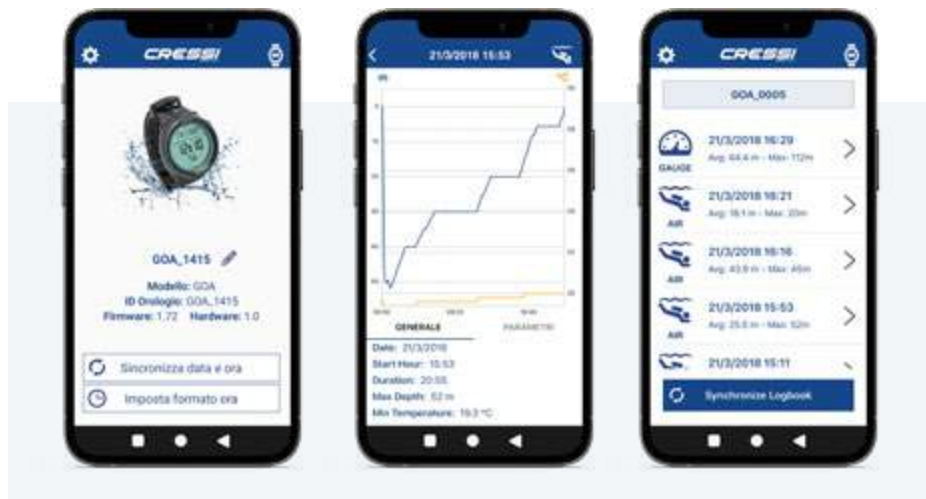 CRESSI
GOA_1415
Modello: GOA
ID Orologio: GOA_1415
Firmware: 1.72 Hardware: 1.0
Sincronizza data e ora
Imposta formato ora
21/3/2018 15:53
GENERALE PARAMETRI
Date: 21/3/2018
Start Hour: 15:53
Duration: 20:55
Max Depth: 52 m
Min Temperature: 19.3 °C
CRESSI
GOA_0005
21/3/2018 16:29
Avg: 64.4 m - Max: 112m
GAUGE
21/3/2018 16:21
Avg: 16.1 m - Max: 20m
AIR
21/3/2018 16:16
Avg: 43.9 m - Max: 45m
AIR
21/3/2018 15:53
Avg: 25.5 m - Max: 52m
AIR
21/3/2018 15:11
Synchronize Logbook